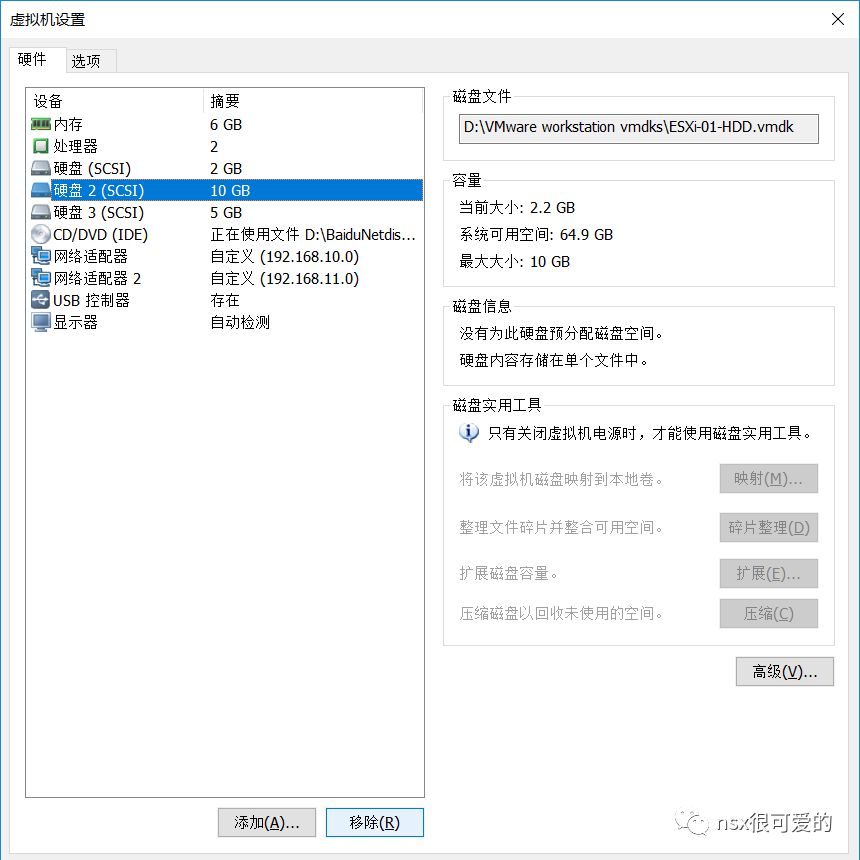 虚拟机设置
硬件 选项
设备 摘要
内存 6 GB
处理器 2
硬盘 (SCSI) 2 GB
硬盘 2 (SCSI) 10 GB
硬盘 3 (SCSI) 5 GB
CD/DVD (IDE) 正在使用文件 D:\BaiduNetdis...
网络适配器 自定义 (192.168.10.0)
网络适配器 2 自定义 (192.168.11.0)
USB 控制器 存在
显示器 自动检测
添加(A)... 移除(R)
磁盘文件
D:\VMware workstation vmdks\ESXi-01-HDD.vmdk
容量
当前大小: 2.2 GB
系统可用空间: 64.9 GB
最大大小: 10 GB
磁盘信息
没有为此硬盘预分配磁盘空间。
硬盘内容存储在单个文件中。
磁盘实用工具
只有关闭虚拟机电源时，才能使用磁盘实用工具。
将该虚拟机磁盘映射到本地卷。 映射(M)...
整理文件碎片并整合可用空间。 碎片整理(D)
扩展磁盘容量。 扩展(E)...
压缩磁盘以回收未使用的空间。 压缩(C)
高级(V)...
nsx很可爱的